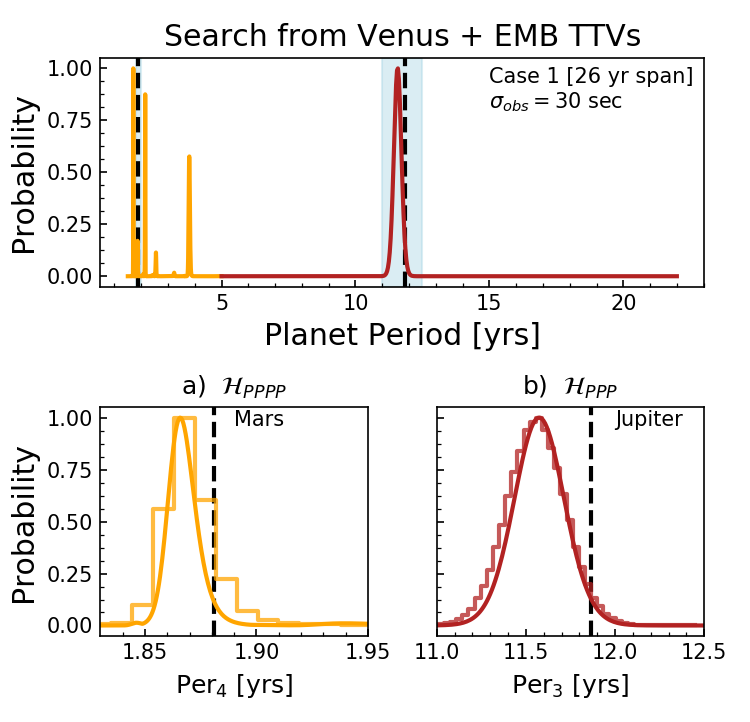 Search from Venus + EMB TTVs
Case 1 [26 yr span]
σ_obs = 30 sec
Probability
1.00
0.75
0.50
0.25
0.00
5 10 15 20
Planet Period [yrs]
a) ℋ_PPPP
Mars
Probability
1.00
0.75
0.50
0.25
0.00
1.85 1.90 1.95
Per₄ [yrs]
b) ℋ_PPP
Jupiter
11.0 11.5 12.0 12.5
Per₃ [yrs]